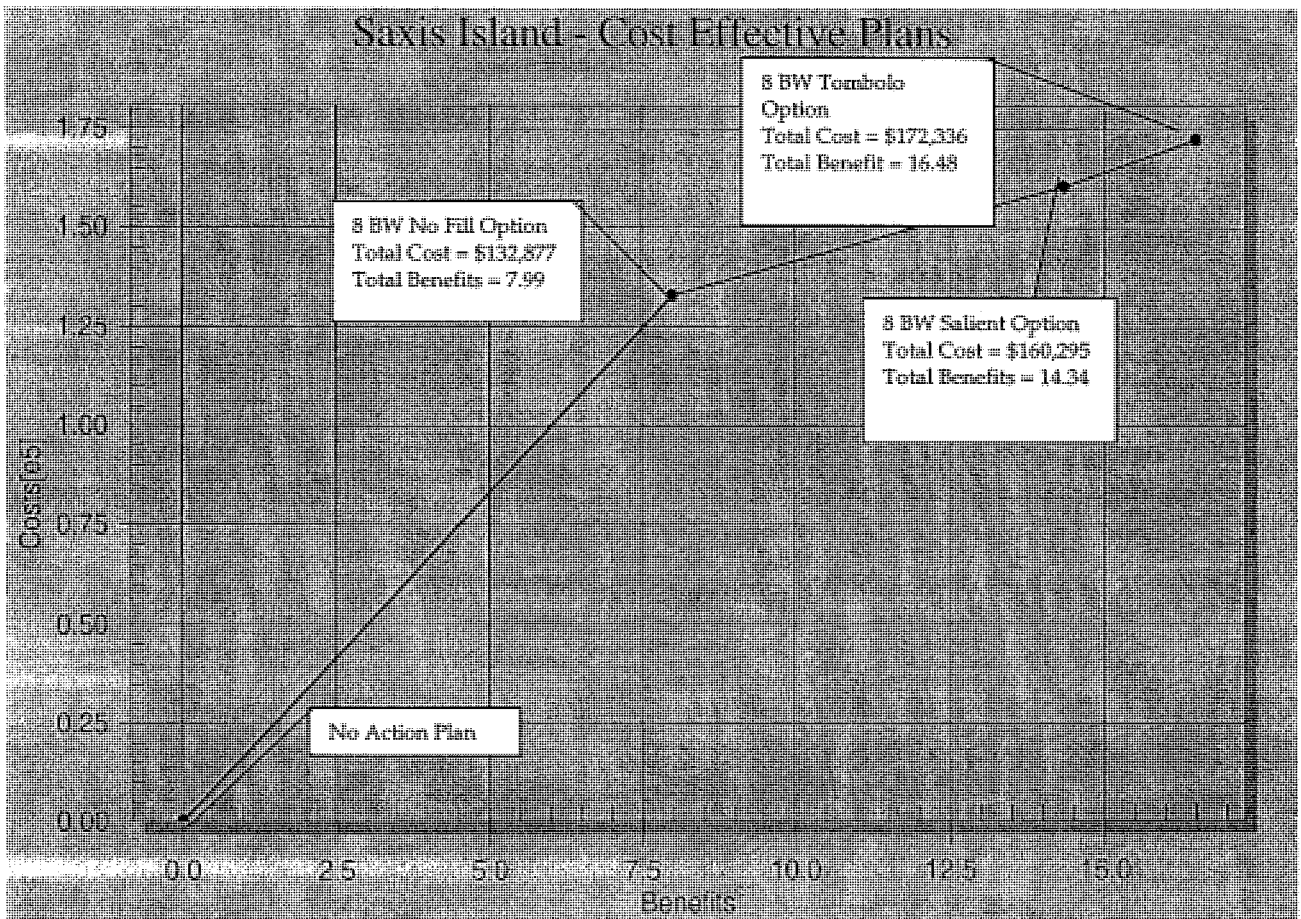 Saxis Island - Cost Effective Plans
8 BW Tombolo
Option
Total Cost = $172,336
Total Benefit = 16.48
8 BW No Fill Option
Total Cost = $132,877
Total Benefits = 7.99
8 BW Salient Option
Total Cost = $160,295
Total Benefits = 14.34
No Action Plan
Costs[e5]
1.75
1.50
1.25
1.00
0.75
0.50
0.25
0.00
0.0 2.5 5.0 7.5 10.0 12.5 15.0
Benefits